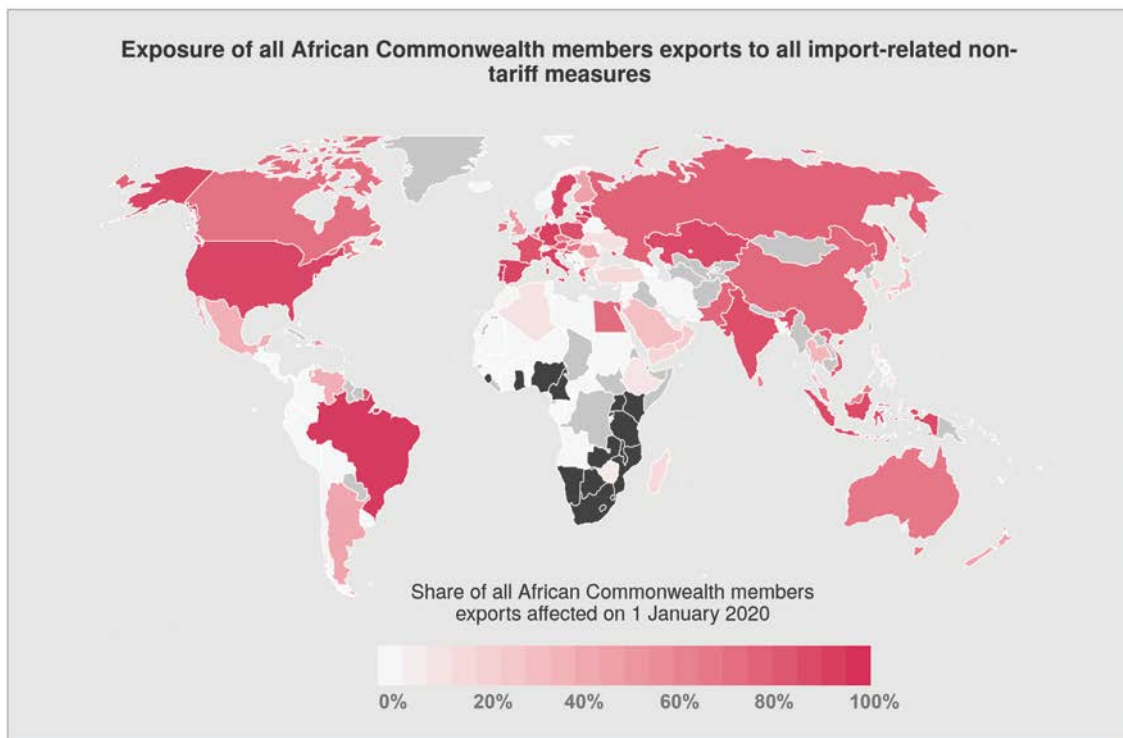 Exposure of all African Commonwealth members exports to all import-related non-
tariff measures
Share of all African Commonwealth members
exports affected on 1 January 2020
0% 20% 40% 60% 80% 100%